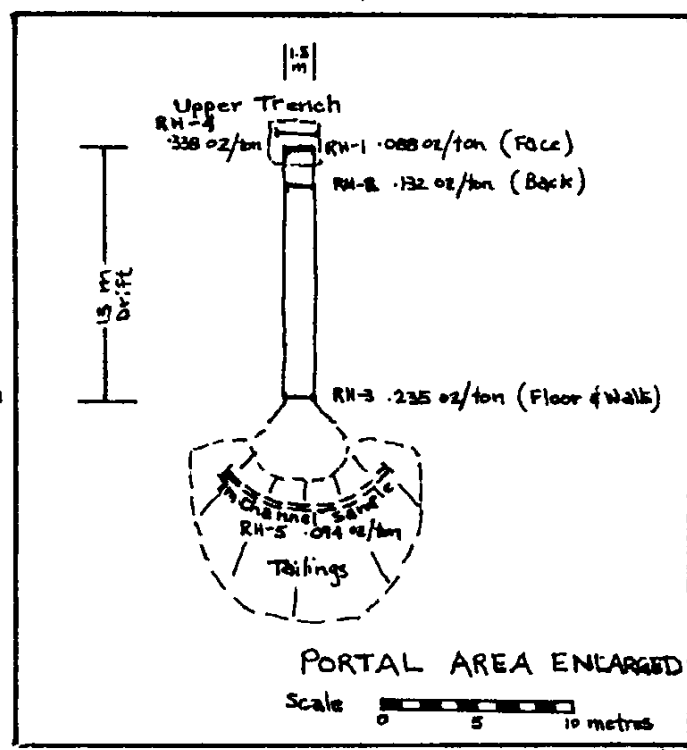 1.5
m
Upper Trench
RH-4
.338 oz/ton
RH-1 .088 oz/ton (Face)
RH-2 .132 oz/ton (Back)
13 m
Drift
RH-3 .235 oz/ton (Floor & Walls)
channel sample
RH-5 .094 oz/ton
Tailings
PORTAL AREA ENLARGED
Scale
0 5 10 metres